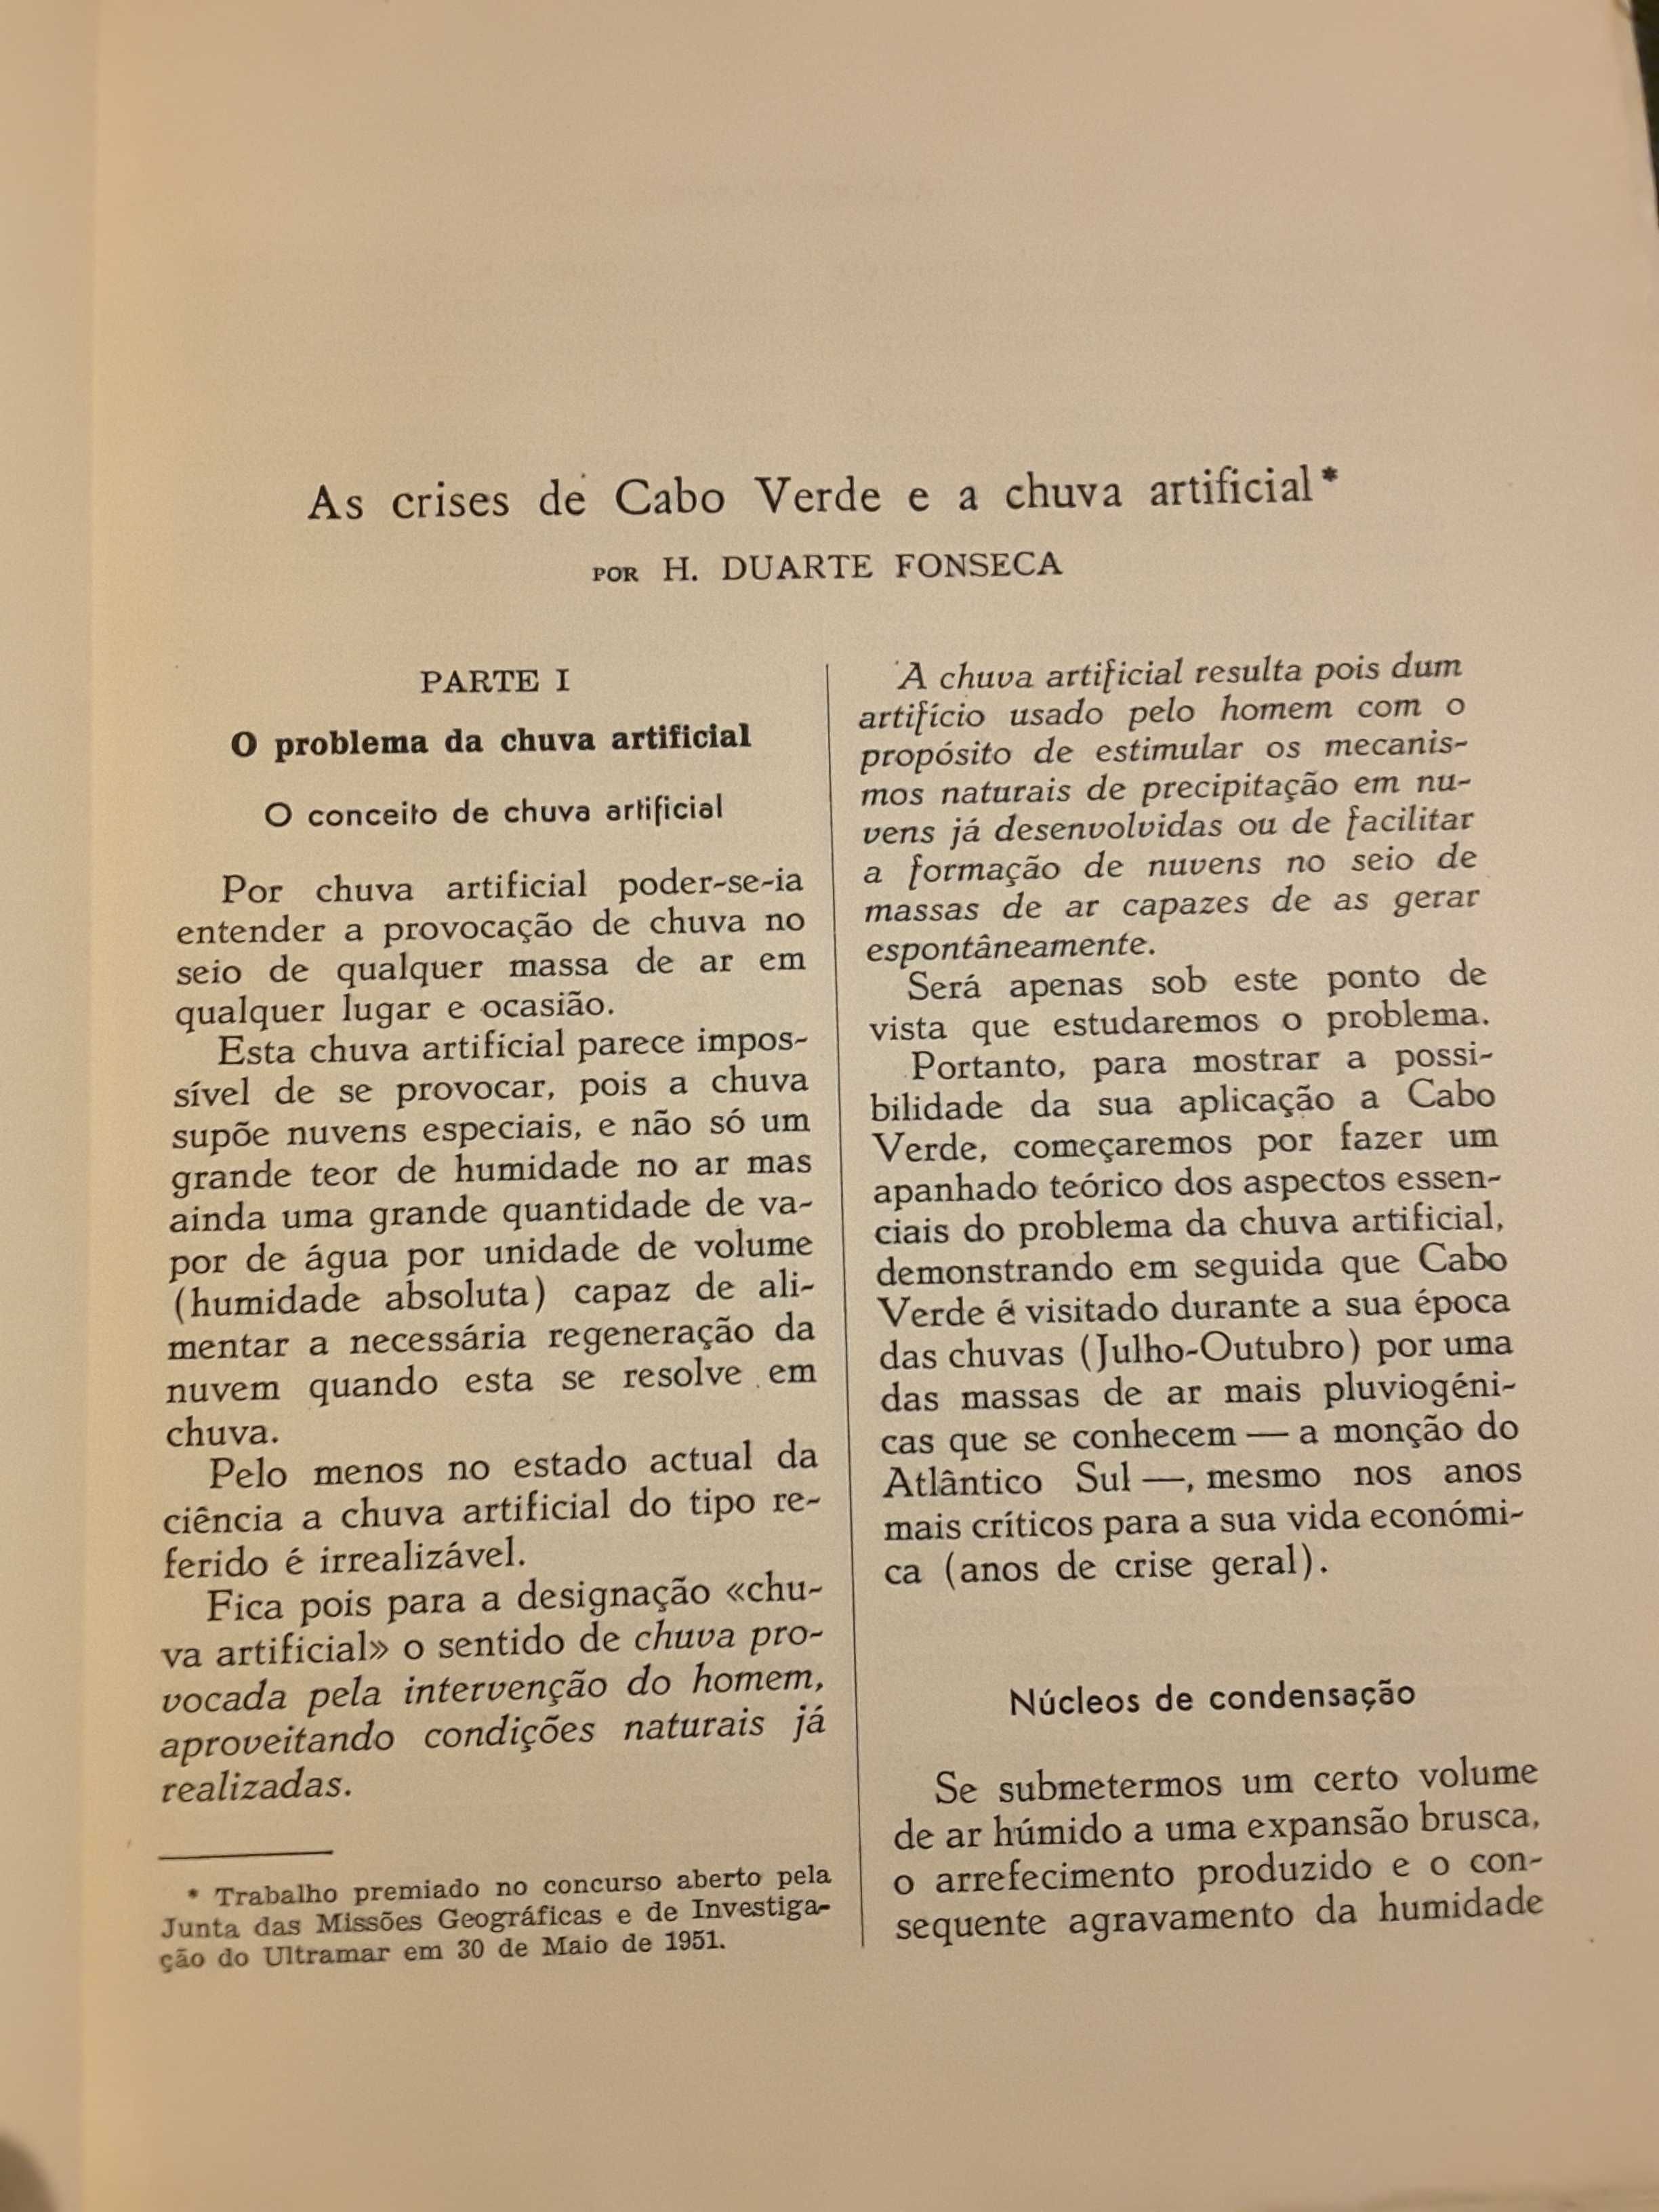 As crises de Cabo Verde e a chuva artificial*
POR H. DUARTE FONSECA
PARTE I
O problema da chuva artificial
O conceito de chuva artificial
Por chuva artificial poder-se-ia
entender a provocação de chuva no
seio de qualquer massa de ar em
qualquer lugar e ocasião.
Esta chuva artificial parece impos-
sível de se provocar, pois a chuva
supõe nuvens especiais, e não só um
grande teor de humidade no ar mas
ainda uma grande quantidade de va-
por de água por unidade de volume
(humidade absoluta) capaz de ali-
mentar a necessária regeneração da
nuvem quando esta se resolve em
chuva.
Pelo menos no estado actual da
ciência a chuva artificial do tipo re-
ferido é irrealizável.
Fica pois para a designação «chu-
va artificial» o sentido de chuva pro-
vocada pela intervenção do homem,
aproveitando condições naturais já
realizadas.
* Trabalho premiado no concurso aberto pela
Junta das Missões Geográficas e de Investiga-
ção do Ultramar em 30 de Maio de 1951.
A chuva artificial resulta pois dum
artifício usado pelo homem com o
propósito de estimular os mecanis-
mos naturais de precipitação em nu-
vens já desenvolvidas ou de facilitar
a formação de nuvens no seio de
massas de ar capazes de as gerar
espontâneamente.
Será apenas sob este ponto de
vista que estudaremos o problema.
Portanto, para mostrar a possi-
bilidade da sua aplicação a Cabo
Verde, começaremos por fazer um
apanhado teórico dos aspectos essen-
ciais do problema da chuva artificial,
demonstrando em seguida que Cabo
Verde é visitado durante a sua época
das chuvas (Julho-Outubro) por uma
das massas de ar mais pluviogéni-
cas que se conhecem — a monção do
Atlântico Sul —, mesmo nos anos
mais críticos para a sua vida económi-
ca (anos de crise geral).
Núcleos de condensação
Se submetermos um certo volume
de ar húmido a uma expansão brusca,
o arrefecimento produzido e o con-
sequente agravamento da humidade